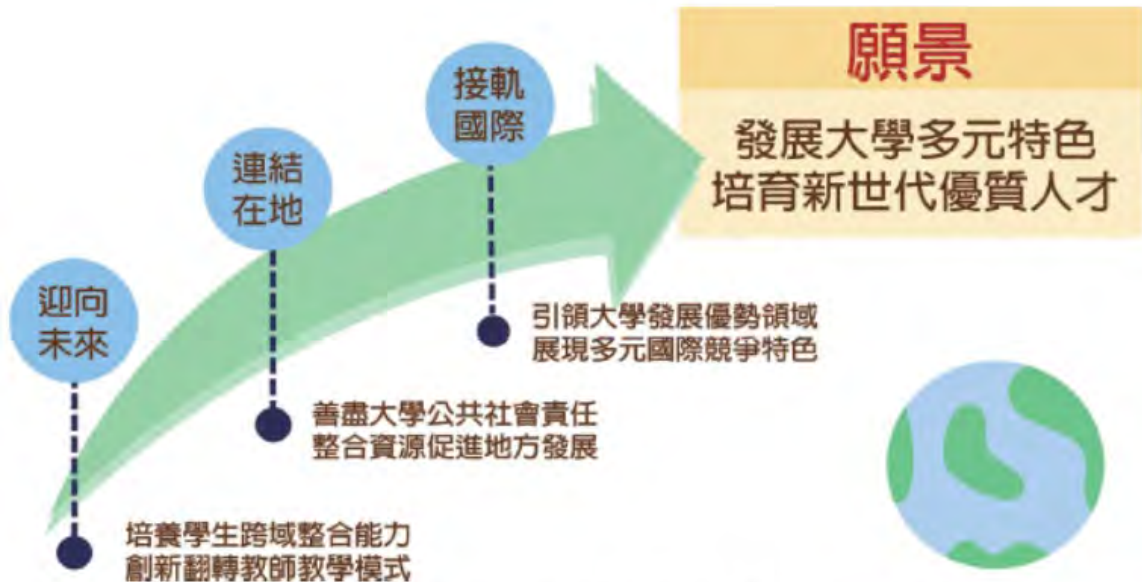 願景
發展大學多元特色
培育新世代優質人才
接軌
國際
引領大學發展優勢領域
展現多元國際競爭特色
連結
在地
善盡大學公共社會責任
整合資源促進地方發展
迎向
未來
培養學生跨域整合能力
創新翻轉教師教學模式